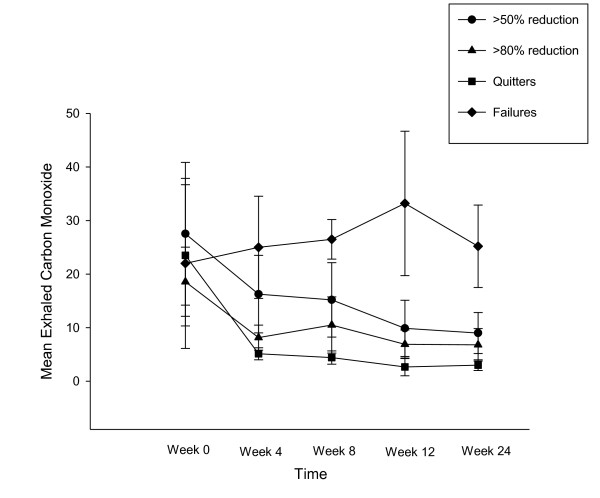 >50% reduction
>80% reduction
Quitters
Failures
50
40
30
20
10
0
Mean Exhaled Carbon Monoxide
Week 0
Week 4
Week 8
Week 12
Week 24
Time